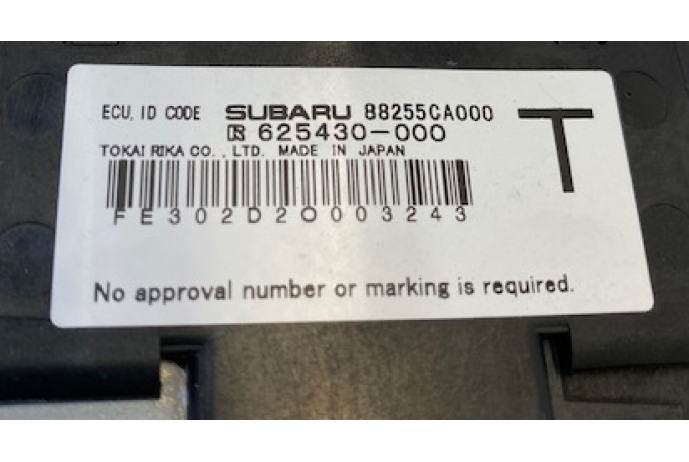 ECU, ID CODE SUBARU 88255CA000
R 625430-000
T
TOKAI RIKA CO., LTD. MADE IN JAPAN
FE302D20003243
No approval number or marking is required.